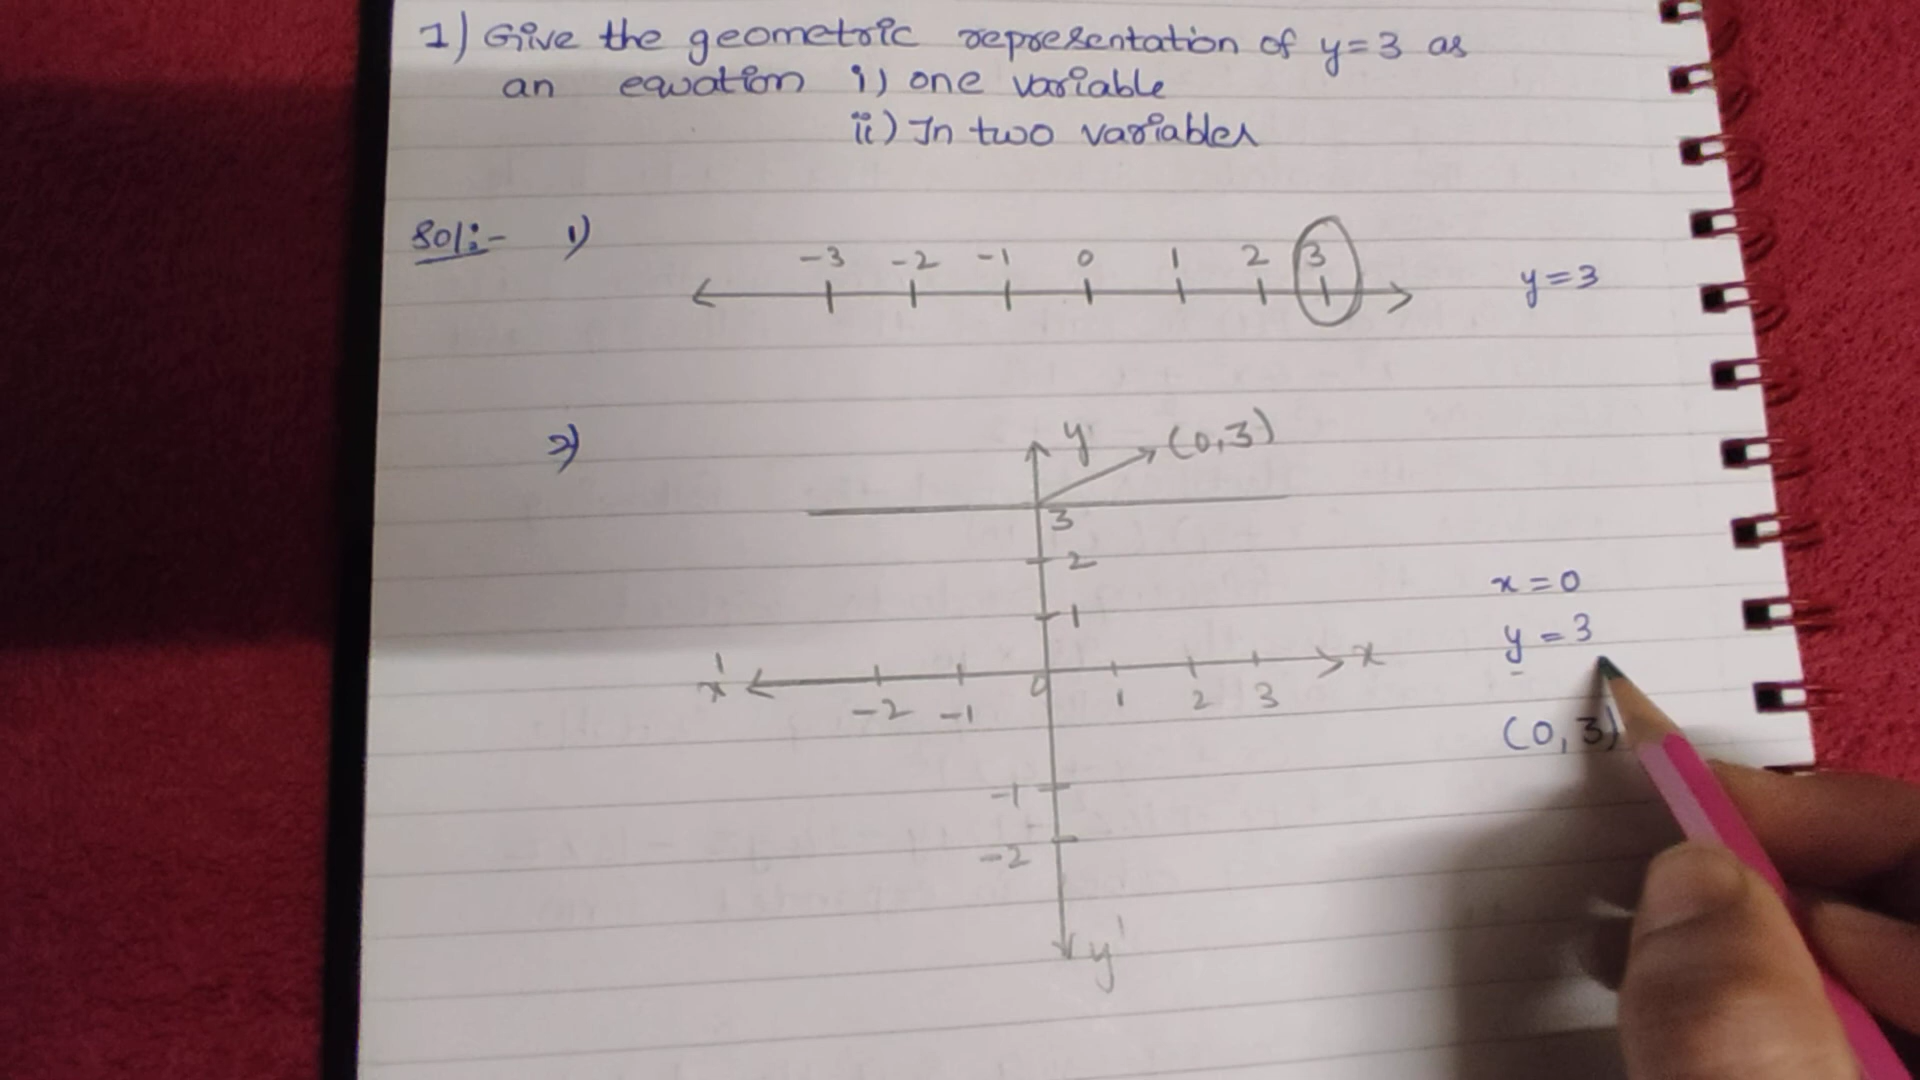 1) Give the geometric representation of y=3 as
an equation i) one variable
ii) In two variables
Sol:- 1)
-3 -2 -1 0 1 2 3
y=3
2)
y (0,3)
3
2
1
x' -2 -1 0 1 2 3 x
-1
-2
y'
x=0
y=3
(0,3)